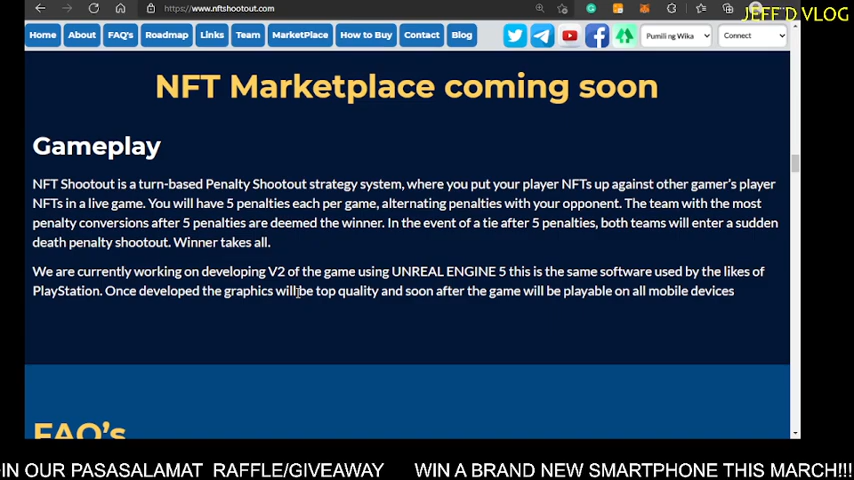 https://www.nftshootout.com
JEFF'D VLOG
Home About FAQ's Roadmap Links Team MarketPlace How to Buy Contact Blog Pumili ng Wika Connect
NFT Marketplace coming soon
Gameplay
NFT Shootout is a turn-based Penalty Shootout strategy system, where you put your player NFTs up against other gamer's player
NFTs in a live game. You will have 5 penalties each per game, alternating penalties with your opponent. The team with the most
penalty conversions after 5 penalties are deemed the winner. In the event of a tie after 5 penalties, both teams will enter a sudden
death penalty shootout. Winner takes all.
We are currently working on developing V2 of the game using UNREAL ENGINE 5 this is the same software used by the likes of
PlayStation. Once developed the graphics will be top quality and soon after the game will be playable on all mobile devices
FAQ's
IN OUR PASASALAMAT RAFFLE/GIVEAWAY WIN A BRAND NEW SMARTPHONE THIS MARCH!!!